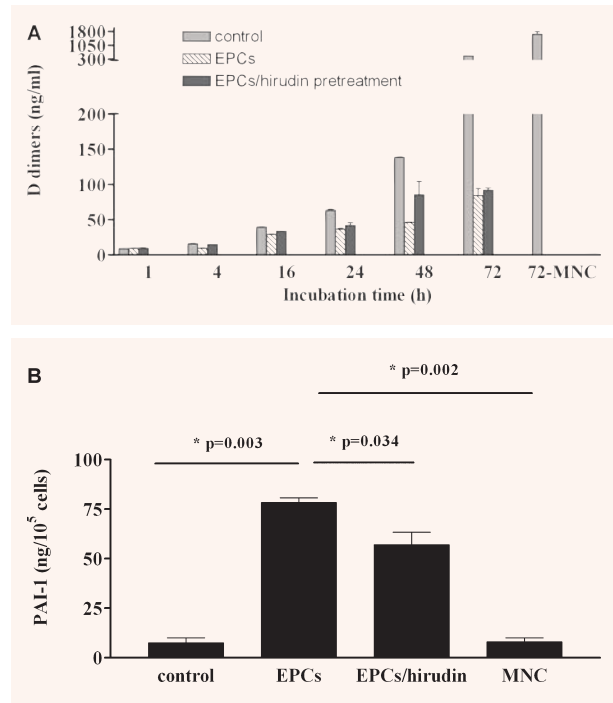 A
1800
1050
300
control
EPCs
EPCs/hirudin pretreatment
D dimers (ng/ml)
200
150
100
50
0
1 4 16 24 48 72 72-MNC
Incubation time (h)
B
* p=0.002
* p=0.003 * p=0.034
PAI-1 (ng/10⁵ cells)
100
75
50
25
0
control EPCs EPCs/hirudin MNC